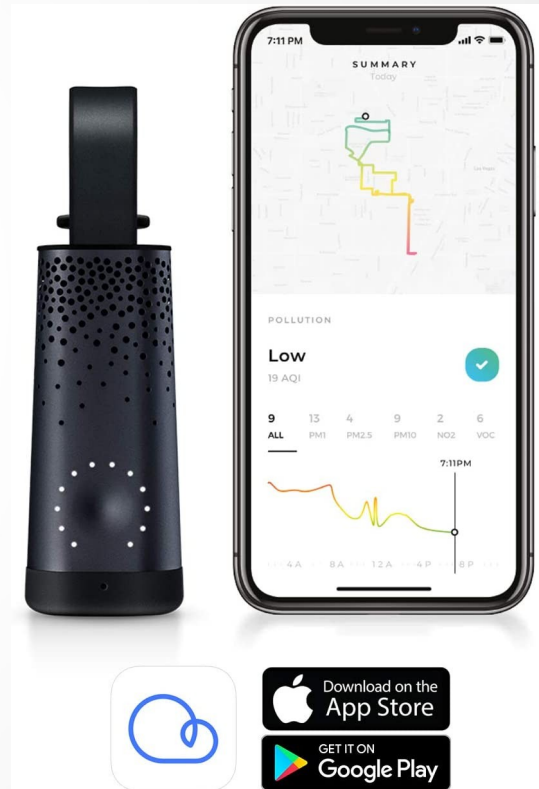 7:11 PM
SUMMARY
Today
POLLUTION
Low
19 AQI
9 13 4 9 2 6
ALL PM1 PM2.5 PM10 NO2 VOC
7:11PM
4A 8A 12A 4P 8P
Download on the
App Store
GET IT ON
Google Play